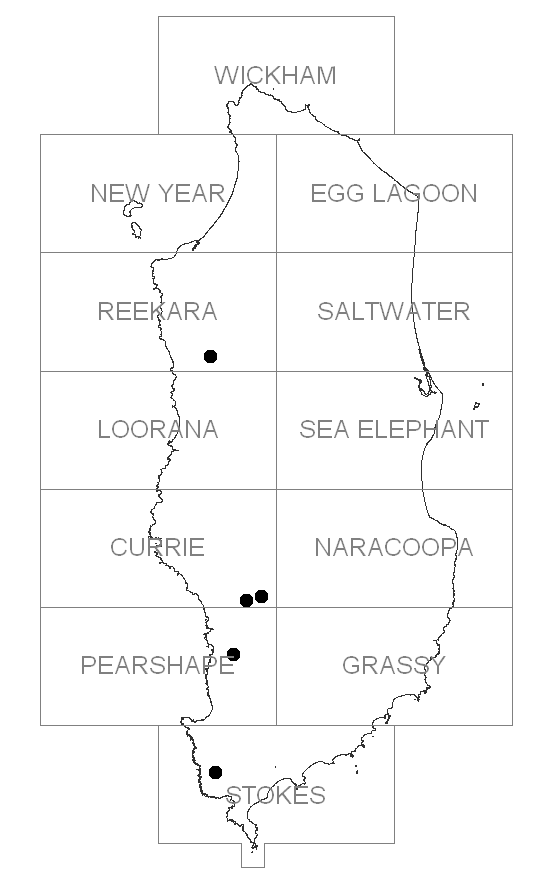 WICKHAM
NEW YEAR
EGG LAGOON
REEKARA
SALTWATER
LOORANA
SEA ELEPHANT
CURRIE
NARACOOPA
PEARSHAPE
GRASSY
STOKES